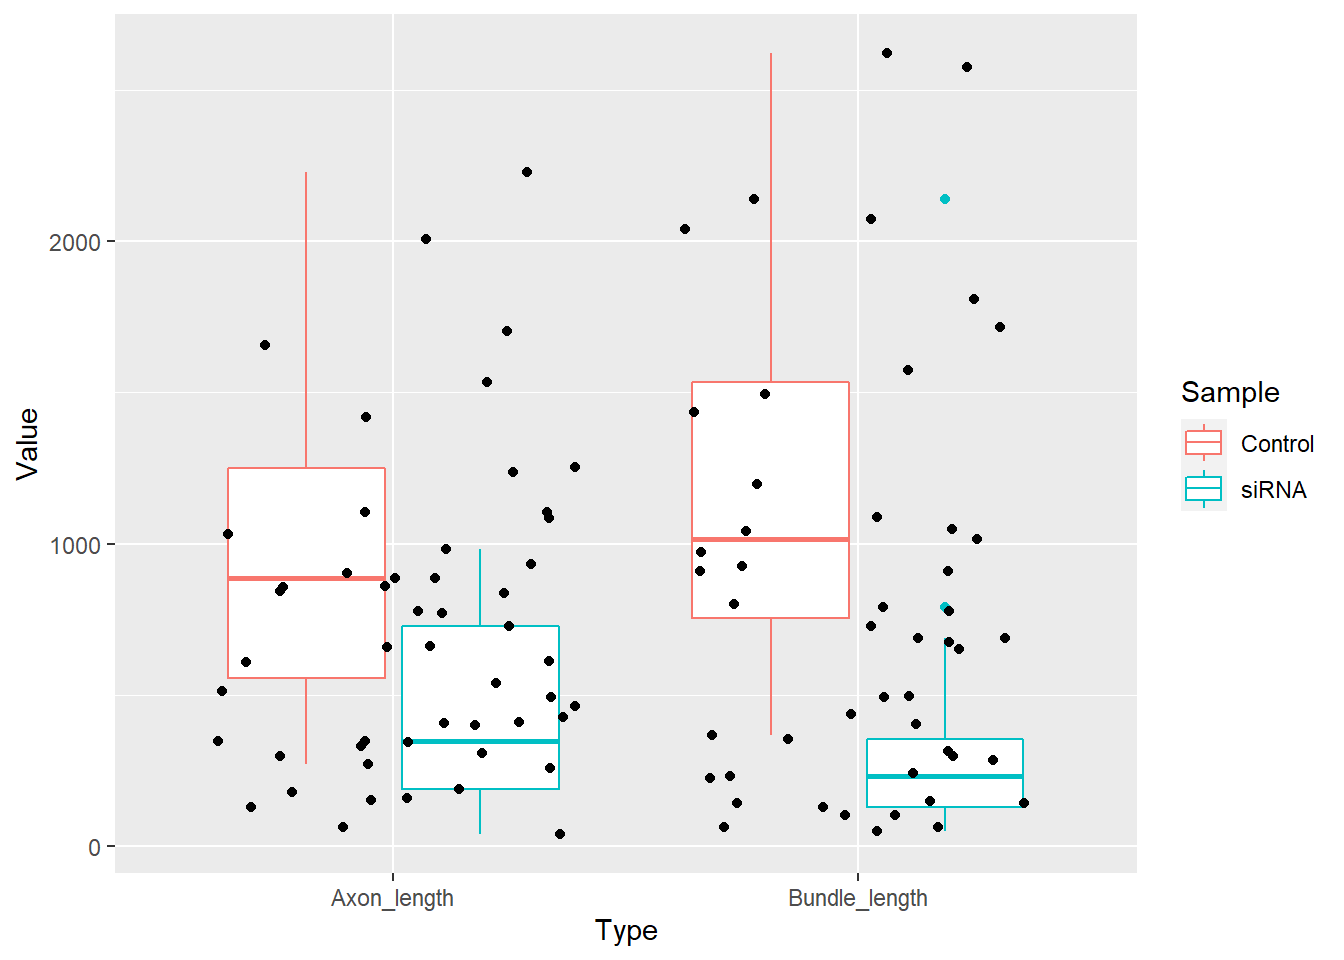 Value
2000
1000
0
Axon_length
Bundle_length
Type
Sample
Control
siRNA